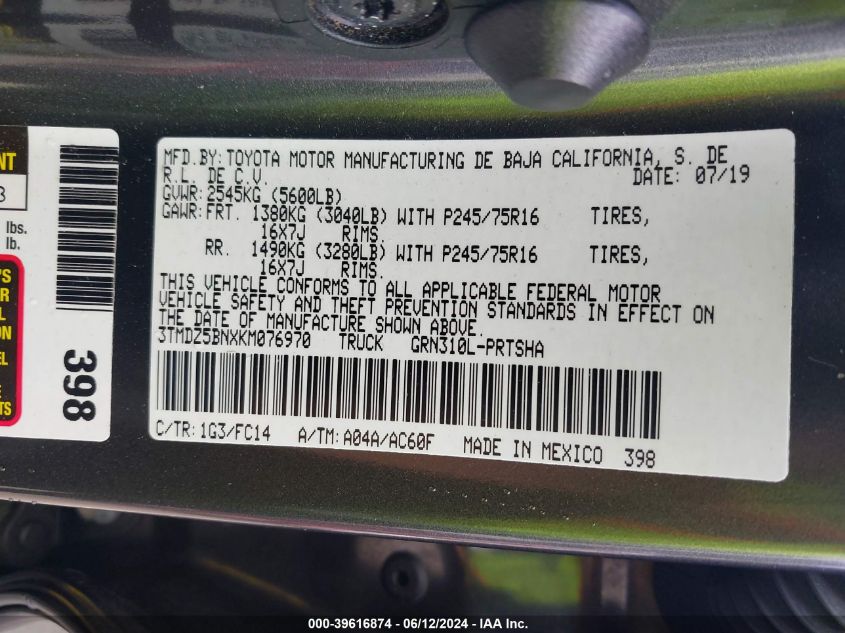 MFD.BY: TOYOTA MOTOR MANUFACTURING DE BAJA CALIFORNIA, S. DE
R.L. DE C.V. DATE: 07/19
GVWR: 2545KG (5600LB)
GAWR: FRT. 1380KG (3040LB) WITH P245/75R16 TIRES,
16X7J RIMS.
RR. 1490KG (3280LB) WITH P245/75R16 TIRES,
16X7J RIMS.
THIS VEHICLE CONFORMS TO ALL APPLICABLE FEDERAL MOTOR
VEHICLE SAFETY AND THEFT PREVENTION STANDARDS IN EFFECT ON
THE DATE OF MANUFACTURE SHOWN ABOVE.
3TMDZ5BNXKM076970 TRUCK GRN310L-PRTSHA
C/TR: 1G3/FC14 A/TM: A04A/AC60F MADE IN MEXICO 398
lbs.
lb.
398
000-39616874 - 06/12/2024 - IAA Inc.